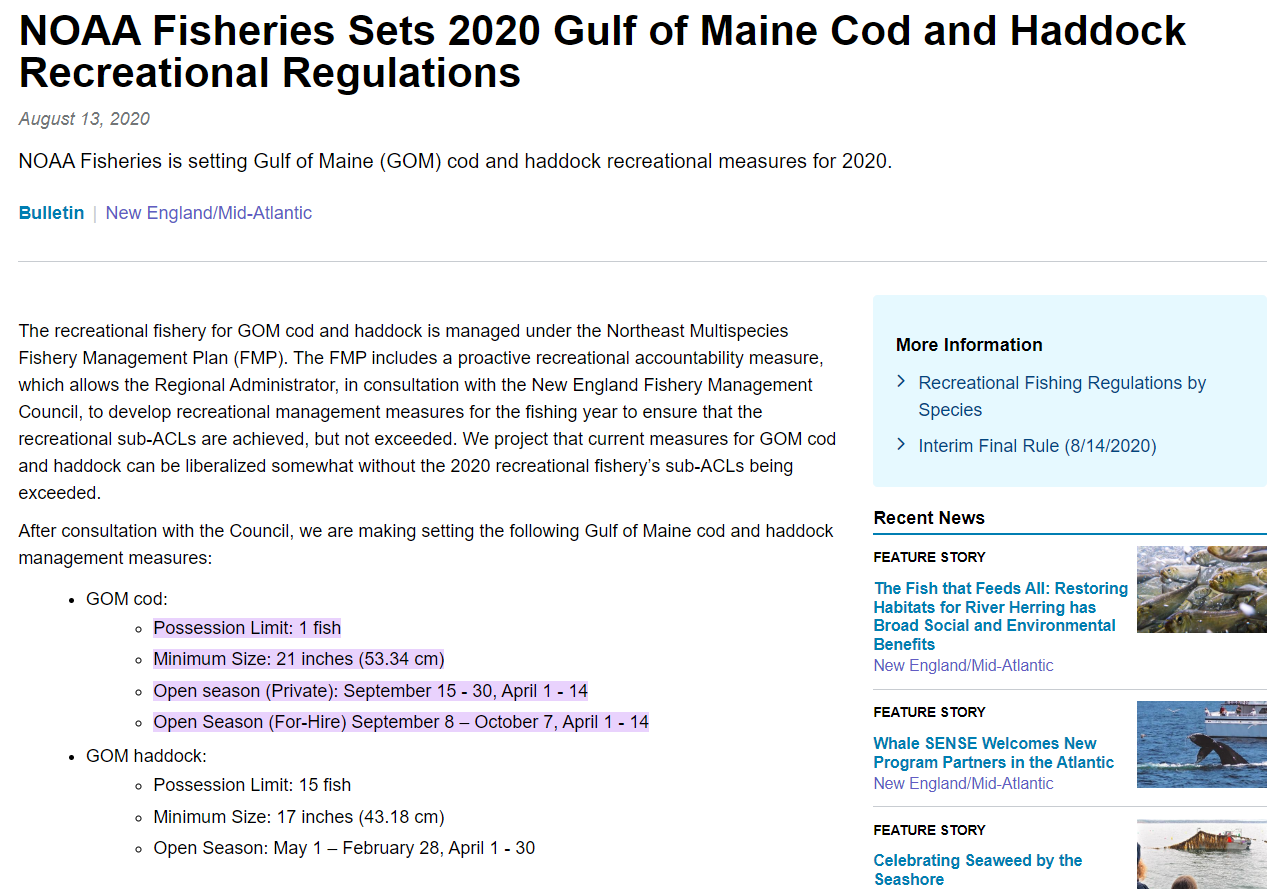 NOAA Fisheries Sets 2020 Gulf of Maine Cod and Haddock
Recreational Regulations
August 13, 2020
NOAA Fisheries is setting Gulf of Maine (GOM) cod and haddock recreational measures for 2020.
Bulletin | New England/Mid-Atlantic
The recreational fishery for GOM cod and haddock is managed under the Northeast Multispecies
Fishery Management Plan (FMP). The FMP includes a proactive recreational accountability measure,
which allows the Regional Administrator, in consultation with the New England Fishery Management
Council, to develop recreational management measures for the fishing year to ensure that the
recreational sub-ACLs are achieved, but not exceeded. We project that current measures for GOM cod
and haddock can be liberalized somewhat without the 2020 recreational fishery's sub-ACLs being
exceeded.
After consultation with the Council, we are making setting the following Gulf of Maine cod and haddock
management measures:
GOM cod:
Possession Limit: 1 fish
Minimum Size: 21 inches (53.34 cm)
Open season (Private): September 15 - 30, April 1 - 14
Open Season (For-Hire) September 8 – October 7, April 1 - 14
GOM haddock:
Possession Limit: 15 fish
Minimum Size: 17 inches (43.18 cm)
Open Season: May 1 – February 28, April 1 - 30
More Information
Recreational Fishing Regulations by
Species
Interim Final Rule (8/14/2020)
Recent News
FEATURE STORY
The Fish that Feeds All: Restoring
Habitats for River Herring has
Broad Social and Environmental
Benefits
New England/Mid-Atlantic
FEATURE STORY
Whale SENSE Welcomes New
Program Partners in the Atlantic
New England/Mid-Atlantic
FEATURE STORY
Celebrating Seaweed by the
Seashore